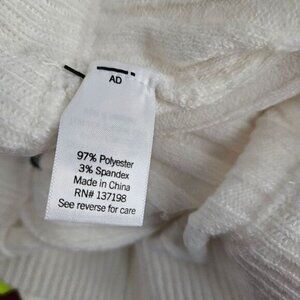 AD
97% Polyester
3% Spandex
Made in China
RN# 137198
See reverse for care